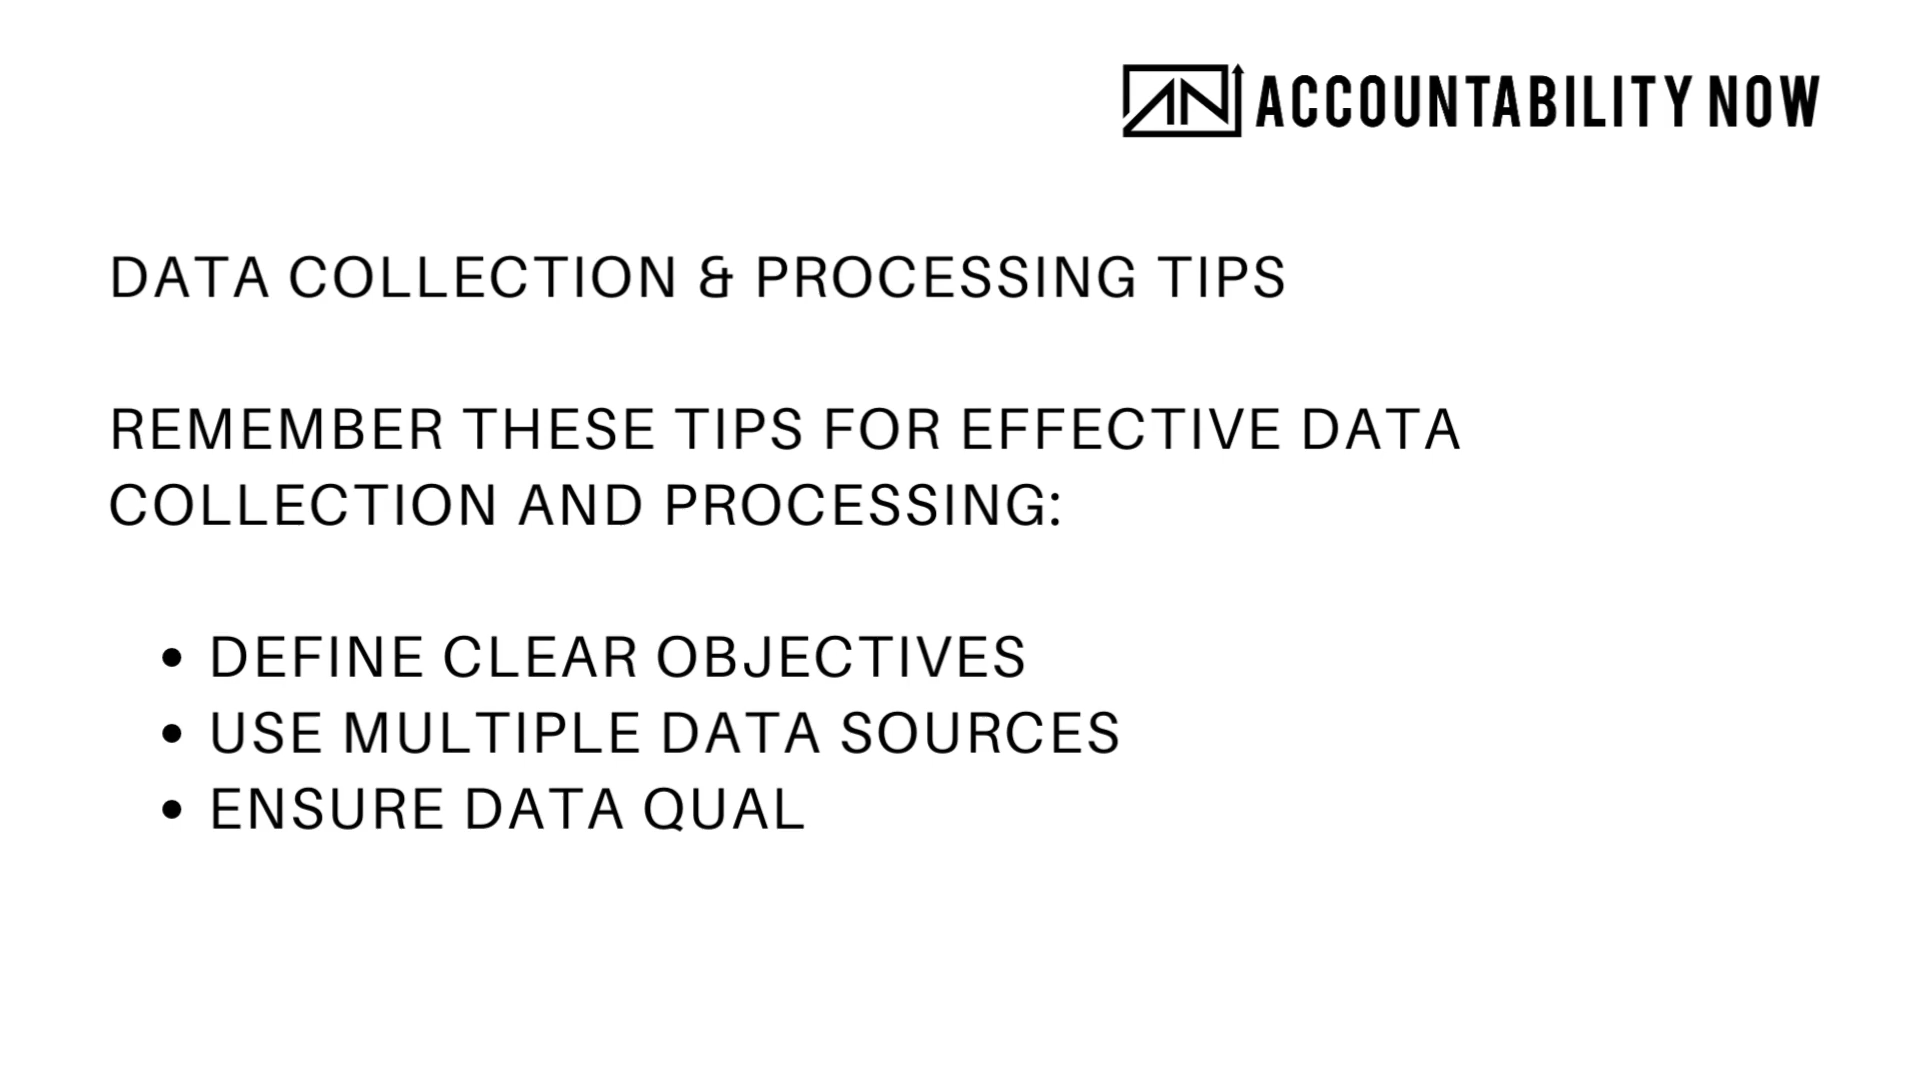 ACCOUNTABILITY NOW
DATA COLLECTION & PROCESSING TIPS
REMEMBER THESE TIPS FOR EFFECTIVE DATA
COLLECTION AND PROCESSING:
• DEFINE CLEAR OBJECTIVES
• USE MULTIPLE DATA SOURCES
• ENSURE DATA QUAL